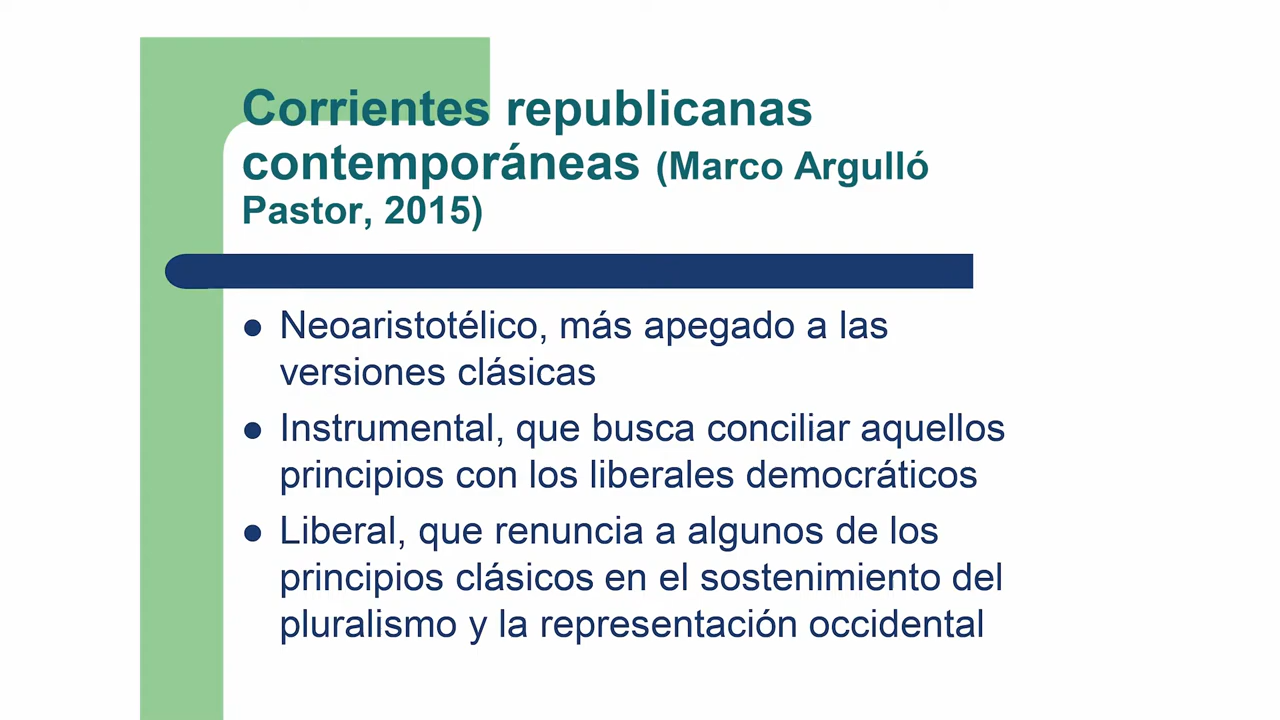 Corrientes republicanas
contemporáneas (Marco Argulló
Pastor, 2015)
Neoaristotélico, más apegado a las
versiones clásicas
Instrumental, que busca conciliar aquellos
principios con los liberales democráticos
Liberal, que renuncia a algunos de los
principios clásicos en el sostenimiento del
pluralismo y la representación occidental